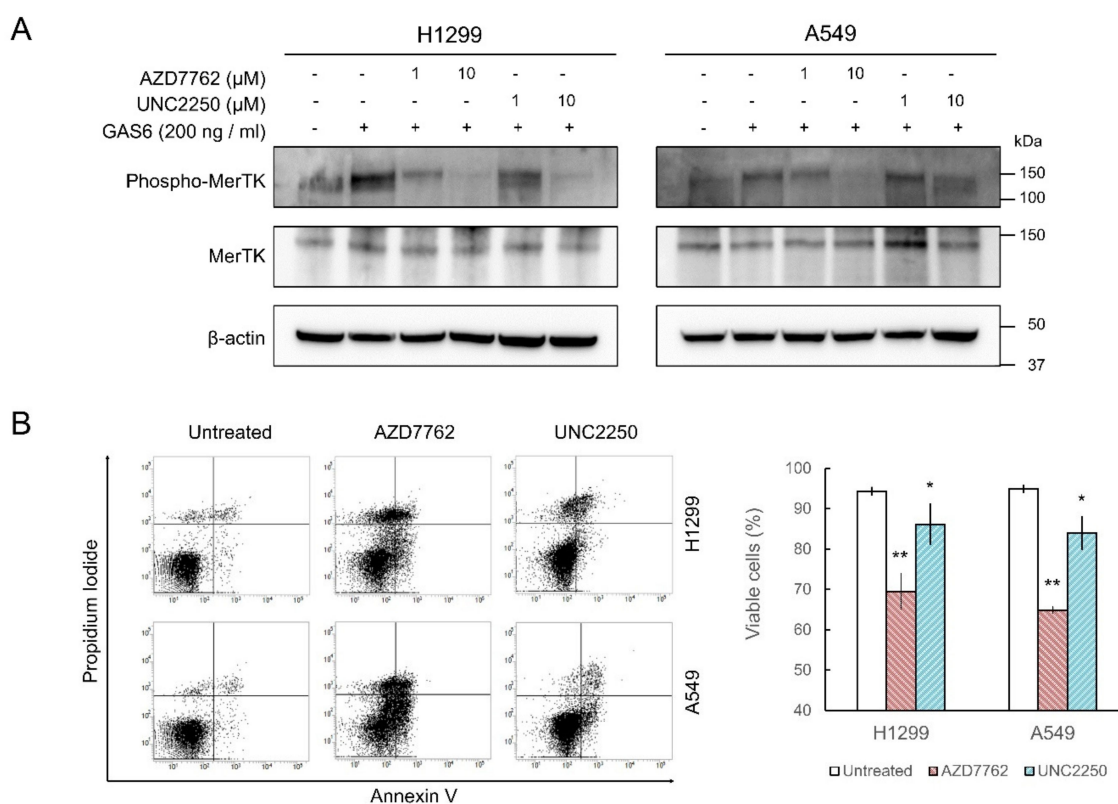 A
H1299 A549
AZD7762 (µM) - - 1 10 - - - - 1 10 - -
UNC2250 (µM) - - - - 1 10 - - - - 1 10
GAS6 (200 ng / ml) - + + + + + - + + + + +
kDa
Phospho-MerTK 150
100
MerTK 150
β-actin 50
37
B
Untreated AZD7762 UNC2250
H1299
A549
Propidium Iodide
Annexin V
Viable cells (%)
100
90
80
70
60
50
40
** *
** *
H1299 A549
Untreated AZD7762 UNC2250